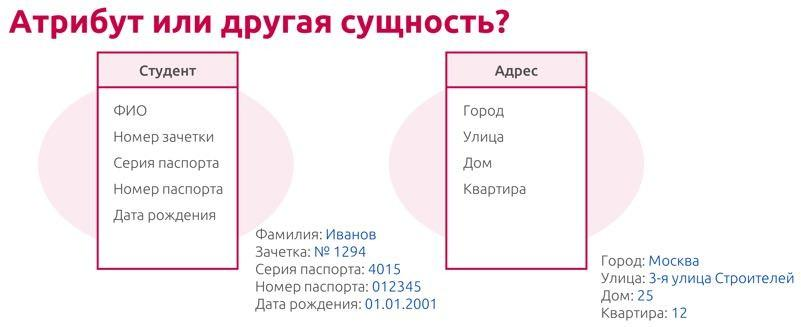 Атрибут или другая сущность?
Студент
ФИО
Номер зачетки
Серия паспорта
Номер паспорта
Дата рождения
Фамилия: Иванов
Зачетка: № 1294
Серия паспорта: 4015
Номер паспорта: 012345
Дата рождения: 01.01.2001
Адрес
Город
Улица
Дом
Квартира
Город: Москва
Улица: 3-я улица Строителей
Дом: 25
Квартира: 12